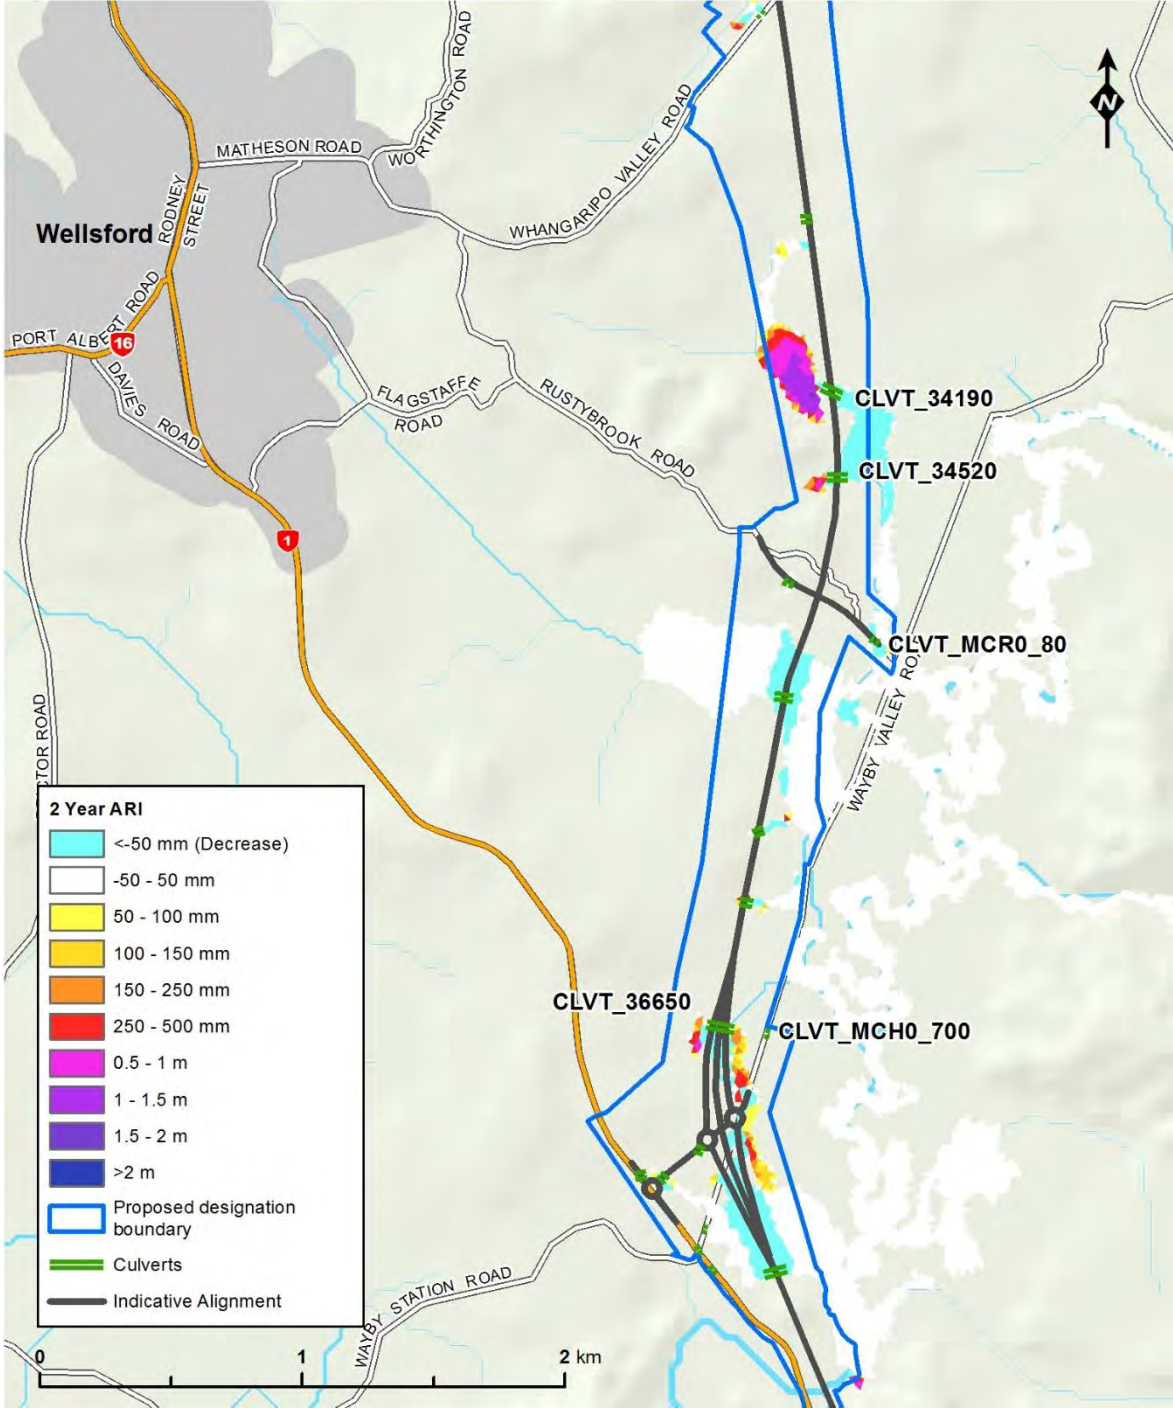 MATHESON ROAD
WORTHINGTON ROAD
N
WHANGARIPO VALLEY ROAD
Wellsford
RODNEY
STREET
PORT ALBERT ROAD
16
DAVIES ROAD
FLAGSTAFFE
ROAD
RUSTYBROOK ROAD
CLVT_34190
CLVT_34520
1
CLVT_MCR0_80
WAYBY VALLEY ROA
CTOR ROAD
CLVT_36650
CLVT_MCH0_700
2 Year ARI
<-50 mm (Decrease)
-50 - 50 mm
50 - 100 mm
100 - 150 mm
150 - 250 mm
250 - 500 mm
0.5 - 1 m
1 - 1.5 m
1.5 - 2 m
>2 m
Proposed designation
boundary
Culverts
Indicative Alignment
WAYBY STATION ROAD
0 1 2 km